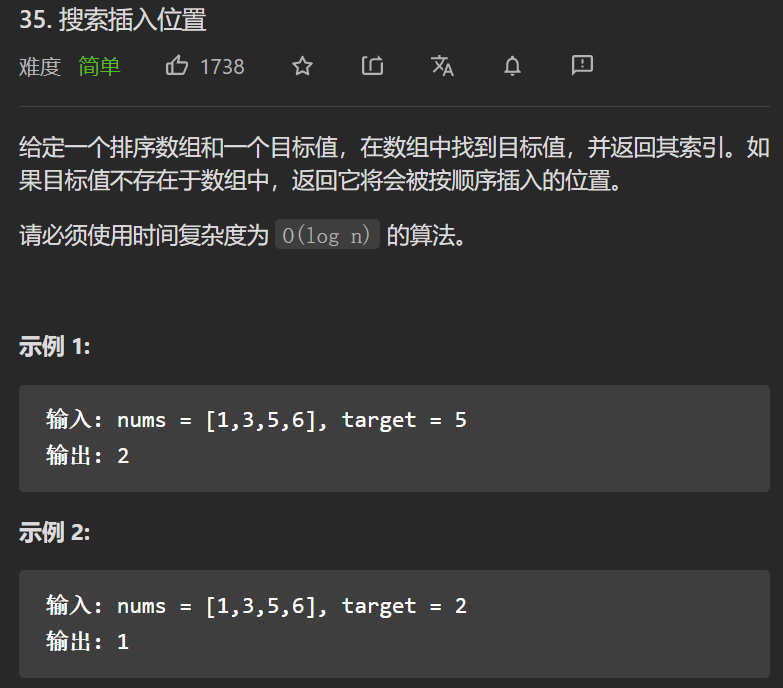 35. 搜索插入位置
难度 简单 1738
给定一个排序数组和一个目标值，在数组中找到目标值，并返回其索引。如
果目标值不存在于数组中，返回它将会被按顺序插入的位置。
请必须使用时间复杂度为 O(log n) 的算法。
示例 1:
输入: nums = [1,3,5,6], target = 5
输出: 2
示例 2:
输入: nums = [1,3,5,6], target = 2
输出: 1